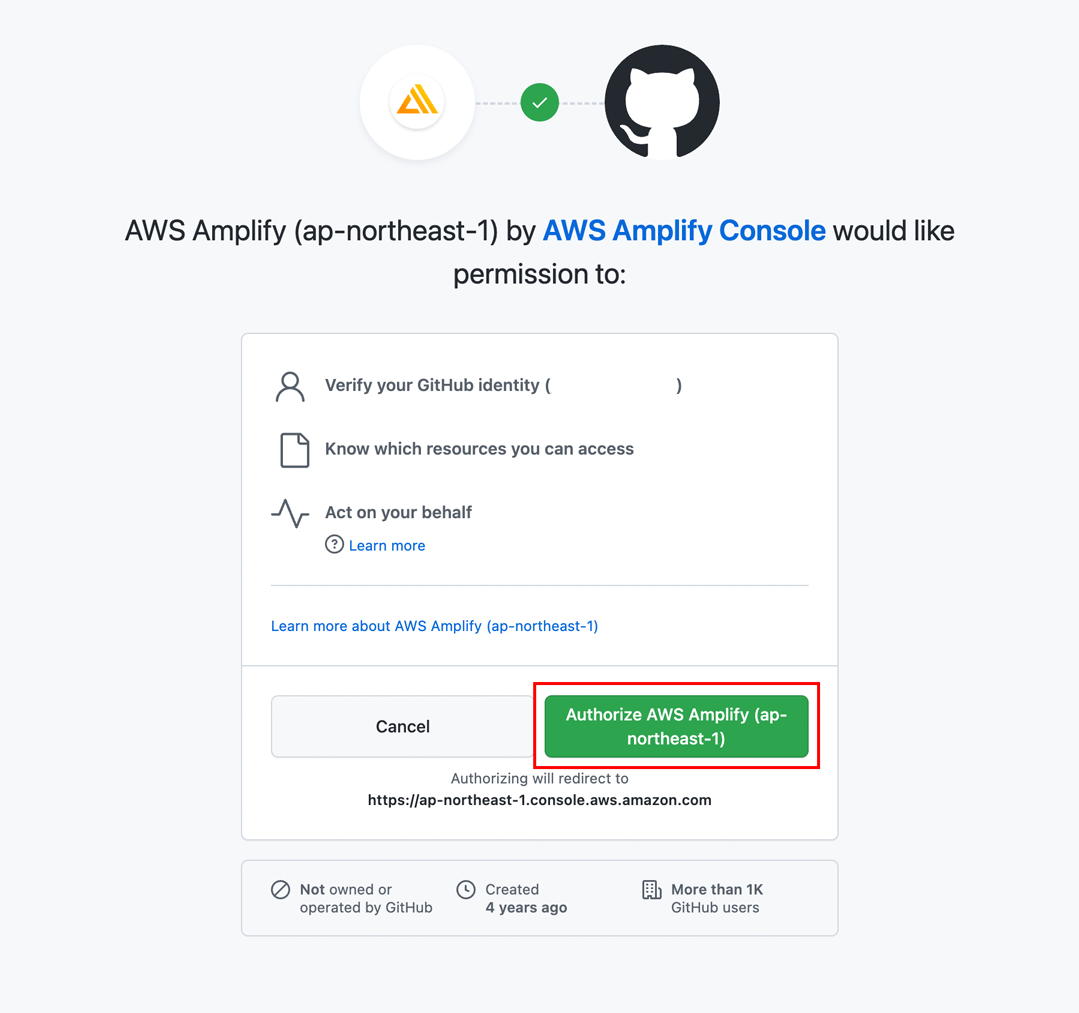 AWS Amplify (ap-northeast-1) by AWS Amplify Console would like
permission to:
Verify your GitHub identity ( )
Know which resources you can access
Act on your behalf
Learn more
Learn more about AWS Amplify (ap-northeast-1)
Cancel
Authorize AWS Amplify (ap-
northeast-1)
Authorizing will redirect to
https://ap-northeast-1.console.aws.amazon.com
Not owned or
operated by GitHub
Created
4 years ago
More than 1K
GitHub users